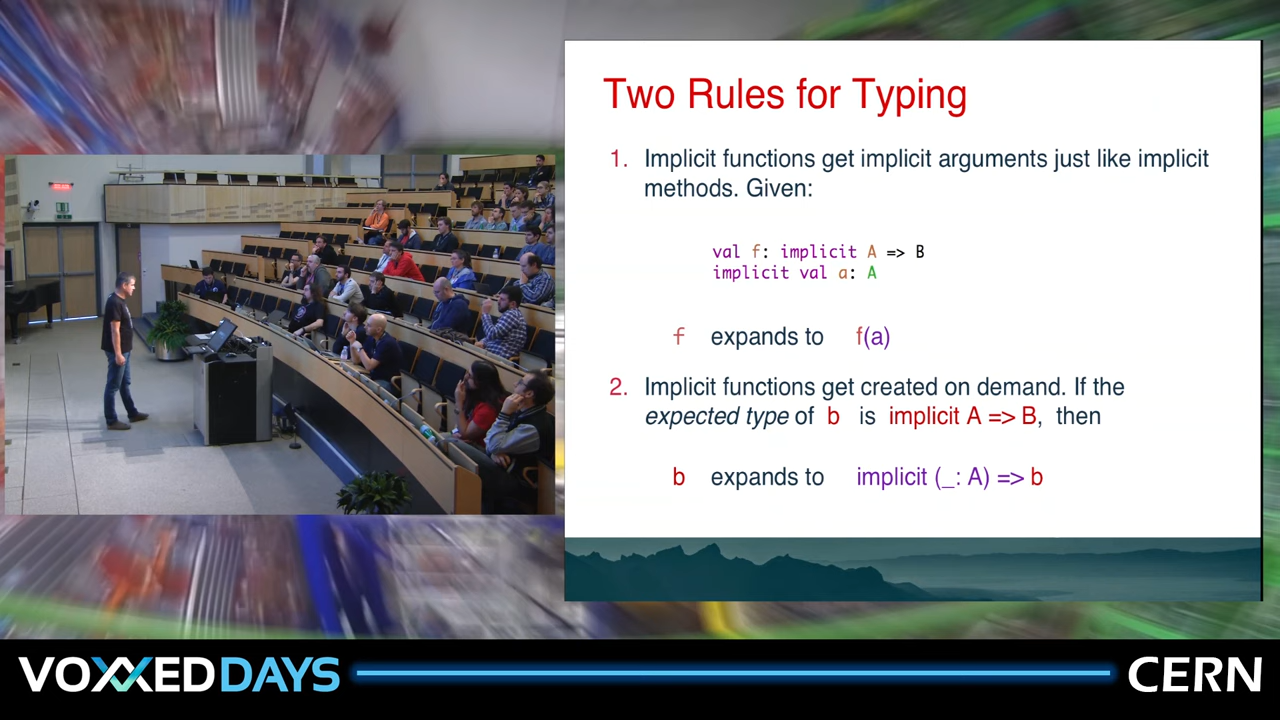 Two Rules for Typing
1. Implicit functions get implicit arguments just like implicit
methods. Given:
val f: implicit A => B
implicit val a: A
f expands to f(a)
2. Implicit functions get created on demand. If the
expected type of b is implicit A => B, then
b expands to implicit (_: A) => b
VOXXED DAYS
CERN